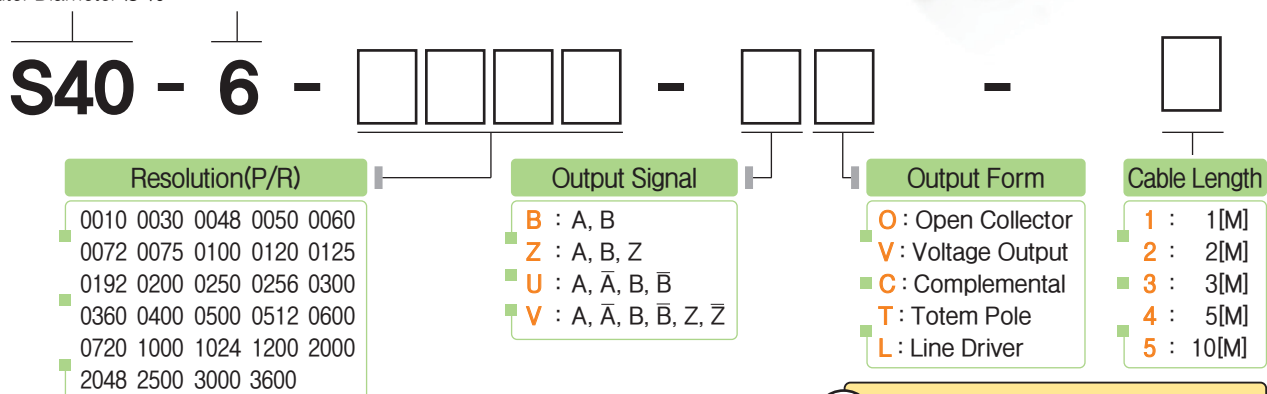 S40 - 6 - - -
Resolution(P/R)
0010 0030 0048 0050 0060
0072 0075 0100 0120 0125
0192 0200 0250 0256 0300
0360 0400 0500 0512 0600
0720 1000 1024 1200 2000
2048 2500 3000 3600
Output Signal
B : A, B
Z : A, B, Z
U : A, A̅, B, B̅
V : A, A̅, B, B̅, Z, Z̅
Output Form
O : Open Collector
V : Voltage Output
C : Complemental
T : Totem Pole
L : Line Driver
Cable Length
1 : 1[M]
2 : 2[M]
3 : 3[M]
4 : 5[M]
5 : 10[M]